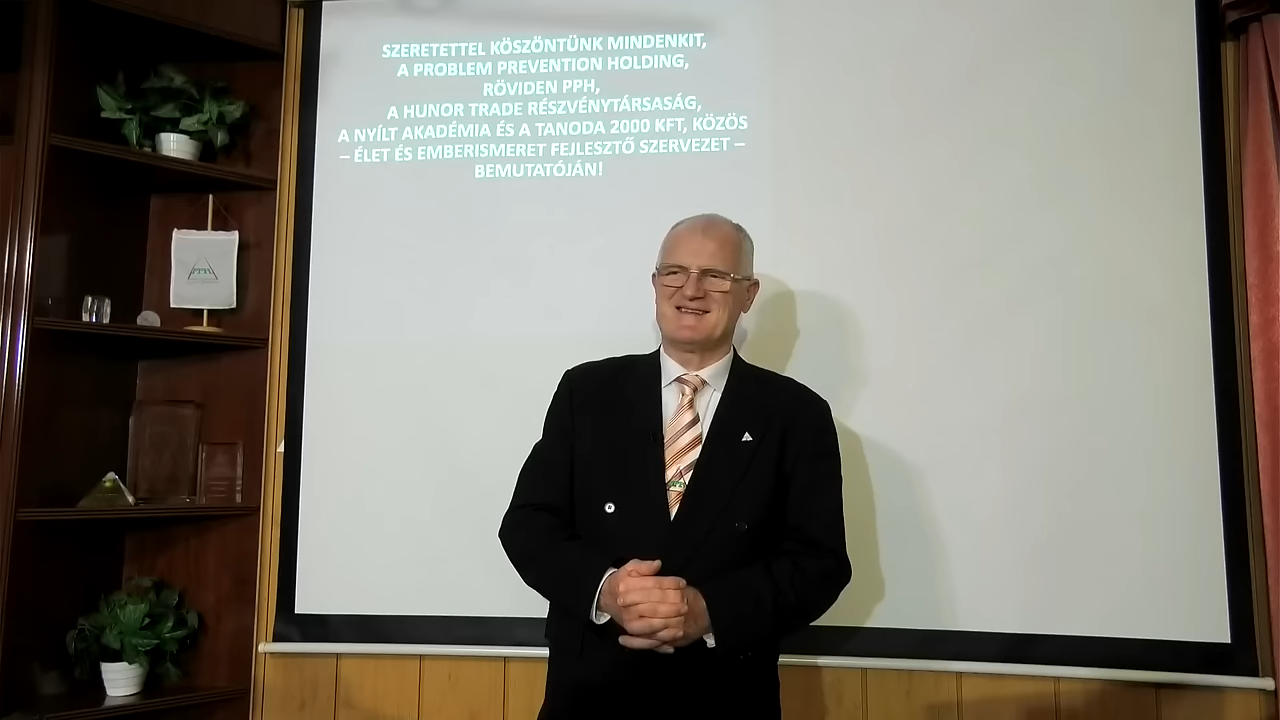 SZERETETTEL KÖSZÖNTÜNK MINDENKIT,
A PROBLEM PREVENTION HOLDING,
RÖVIDEN PPH,
A HUNOR TRADE RÉSZVÉNYTÁRSASÁG,
A NYÍLT AKADÉMIA ÉS A TANODA 2000 KFT, KÖZÖS
– ÉLET ÉS EMBERISMERET FEJLESZTŐ SZERVEZET –
BEMUTATÓJÁN!